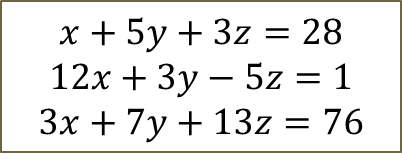 x + 5y + 3z = 28
12x + 3y − 5z = 1
3x + 7y + 13z = 76